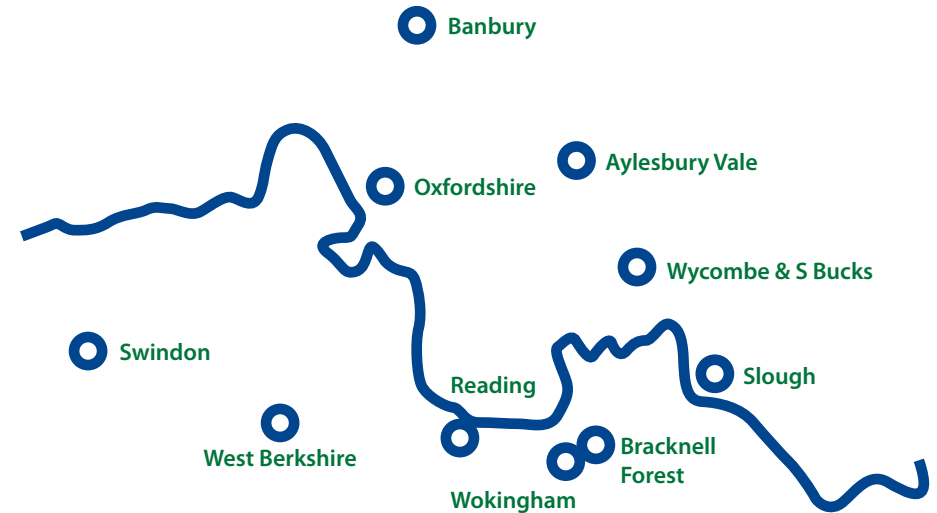 Banbury
Aylesbury Vale
Oxfordshire
Wycombe & S Bucks
Swindon
Slough
Reading
West Berkshire
Bracknell
Forest
Wokingham